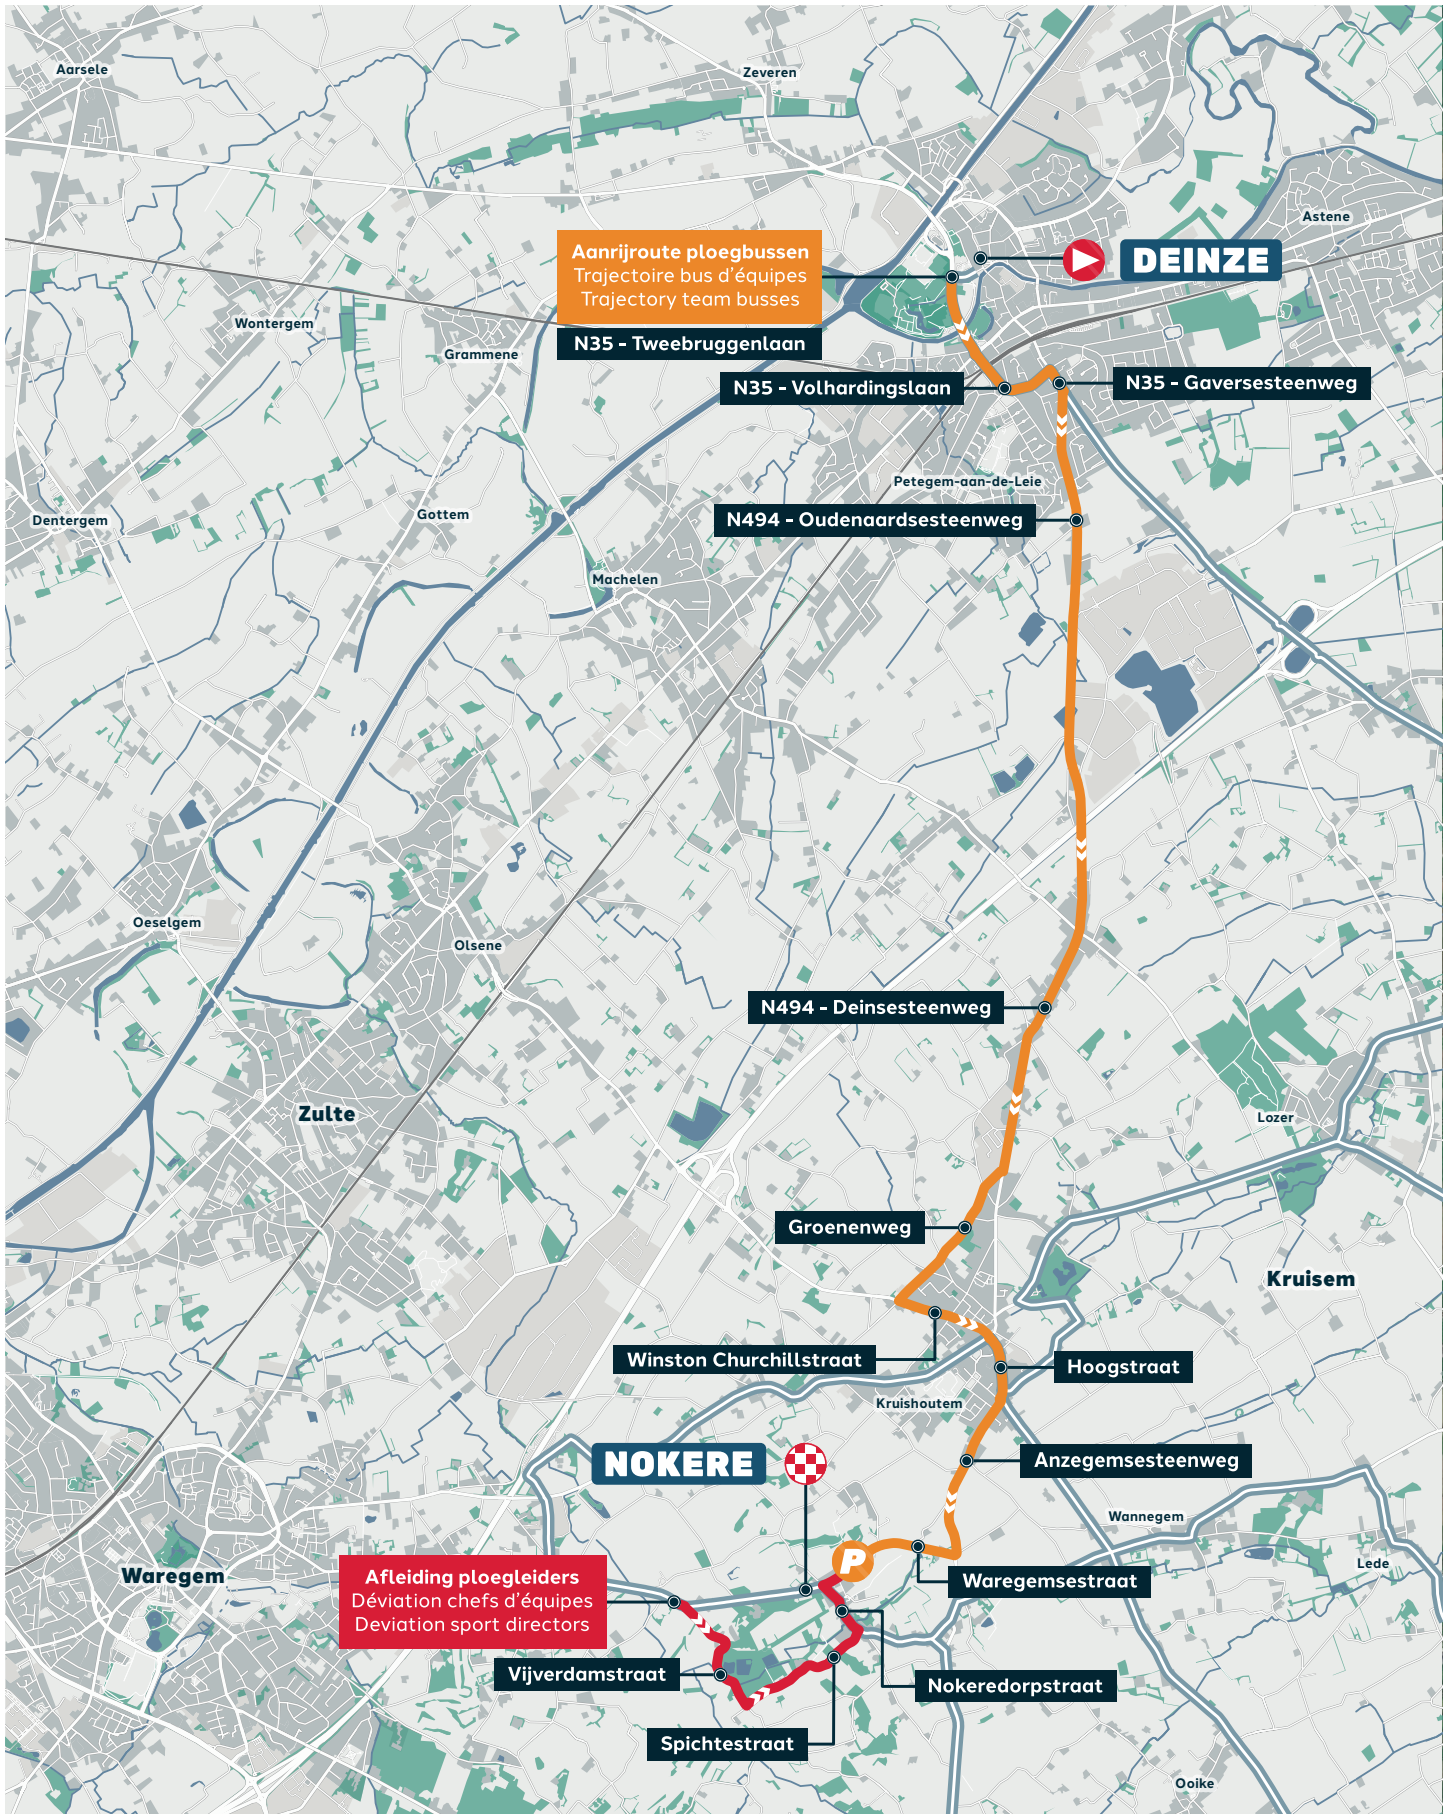 Aarsele
Zeveren
Astene
Aanrijroute ploegbussen
Trajectoire bus d'équipes
Trajectory team busses
DEINZE
Wontergem
N35 - Tweebruggenlaan
Grammene
N35 - Volhardingslaan
N35 - Gaversesteenweg
Petegem-aan-de-Leie
Gottem
Dentergem
N494 - Oudenaardsesteenweg
Machelen
Oeselgem
Olsene
N494 - Deinsesteenweg
Zulte
Lozer
Groenenweg
Kruisem
Winston Churchillstraat
Hoogstraat
Kruishoutem
NOKERE
Anzegemsesteenweg
Wannegem
P
Lede
Waregem
Afleiding ploegleiders
Déviation chefs d'équipes
Deviation sport directors
Waregemsestraat
Vijverdamstraat
Nokeredorpstraat
Spichtestraat
Ooike